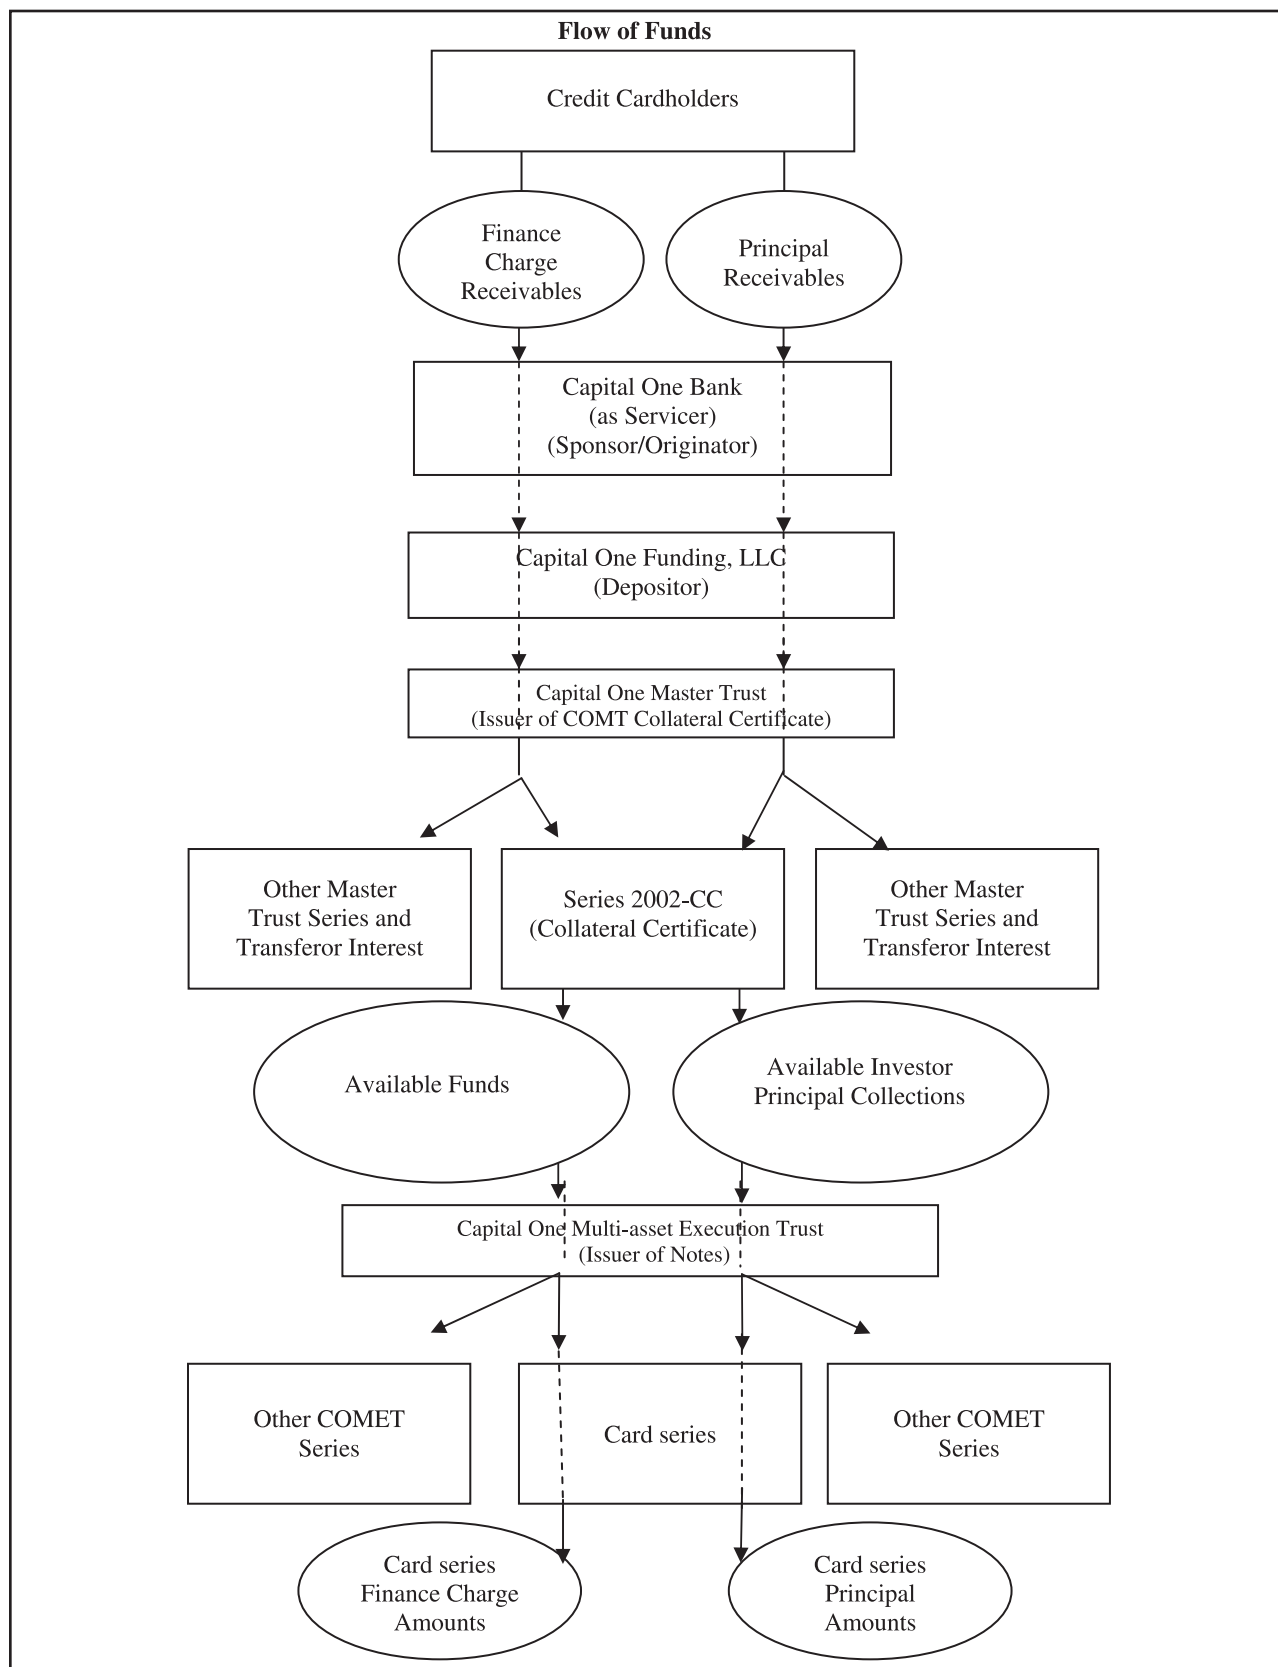 Flow of Funds
Credit Cardholders
Finance
Charge
Receivables
Principal
Receivables
Capital One Bank
(as Servicer)
(Sponsor/Originator)
Capital One Funding, LLC
(Depositor)
Capital One Master Trust
(Issuer of COMT Collateral Certificate)
Other Master
Trust Series and
Transferor Interest
Series 2002-CC
(Collateral Certificate)
Other Master
Trust Series and
Transferor Interest
Available Funds
Available Investor
Principal Collections
Capital One Multi-asset Execution Trust
(Issuer of Notes)
Other COMET
Series
Card series
Other COMET
Series
Card series
Finance Charge
Amounts
Card series
Principal
Amounts